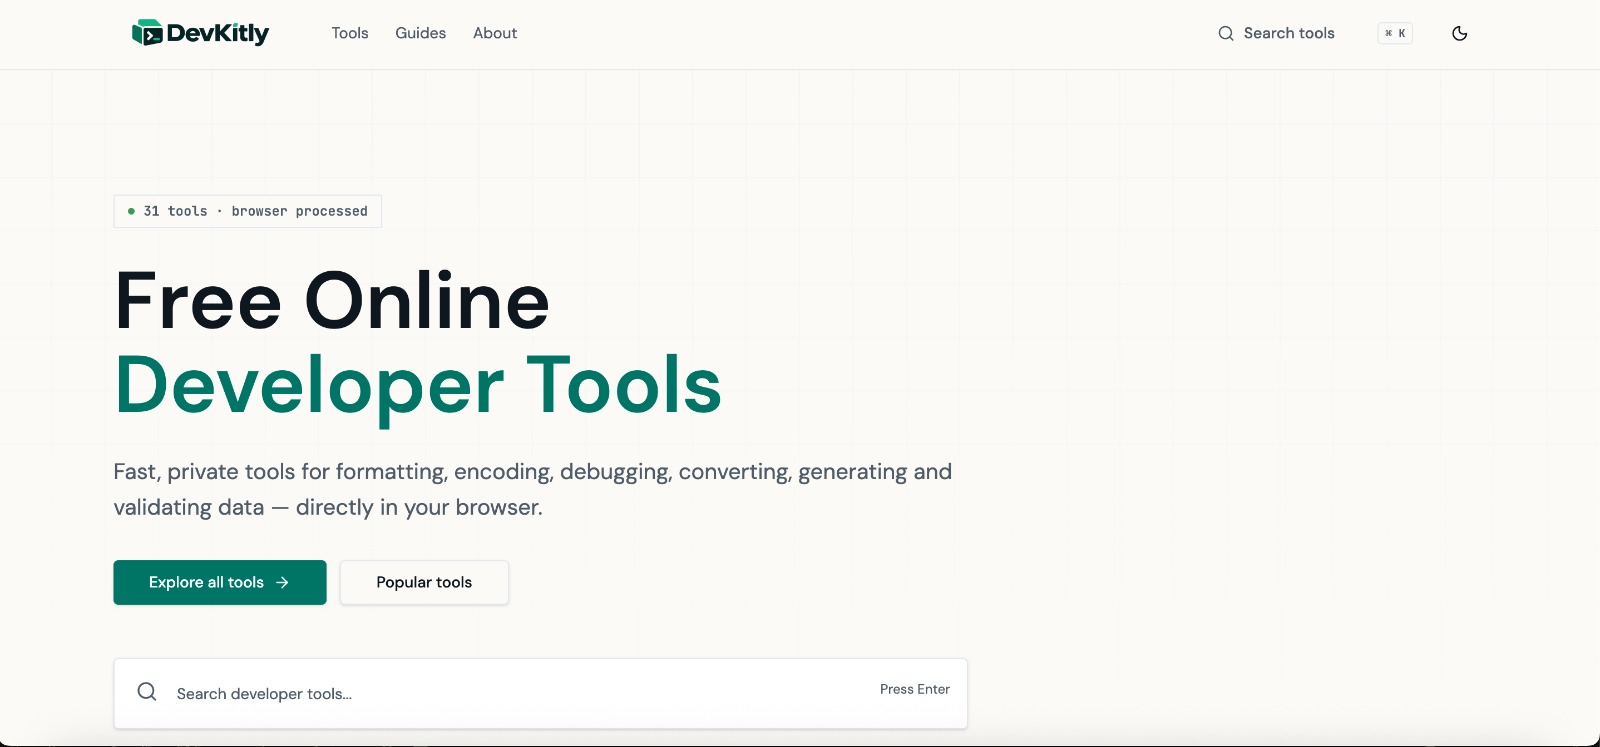 DevKitly
Tools
Guides
About
Search tools
⌘ K
31 tools · browser processed
Free Online
Developer Tools
Fast, private tools for formatting, encoding, debugging, converting, generating and
validating data — directly in your browser.
Explore all tools →
Popular tools
Search developer tools...
Press Enter